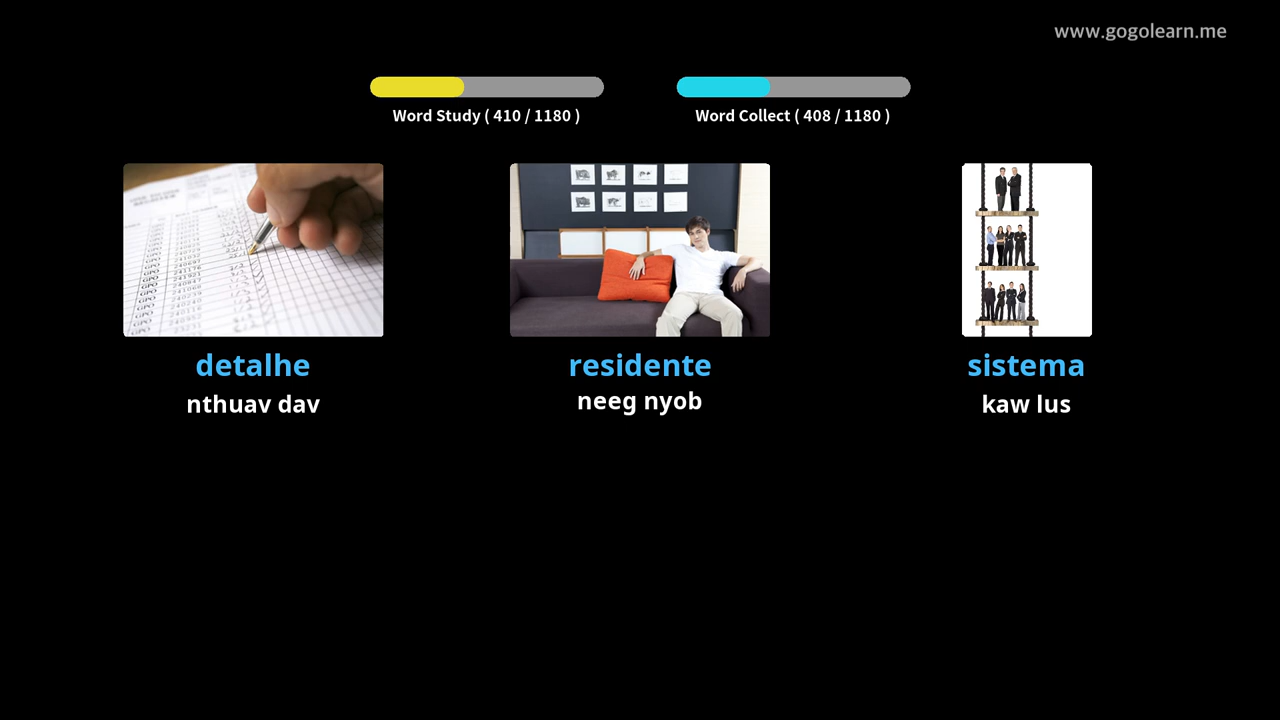 www.gogolearn.me
Word Study ( 410 / 1180 )
Word Collect ( 408 / 1180 )
detalhe
residente
sistema
nthuav dav
neeg nyob
kaw lus